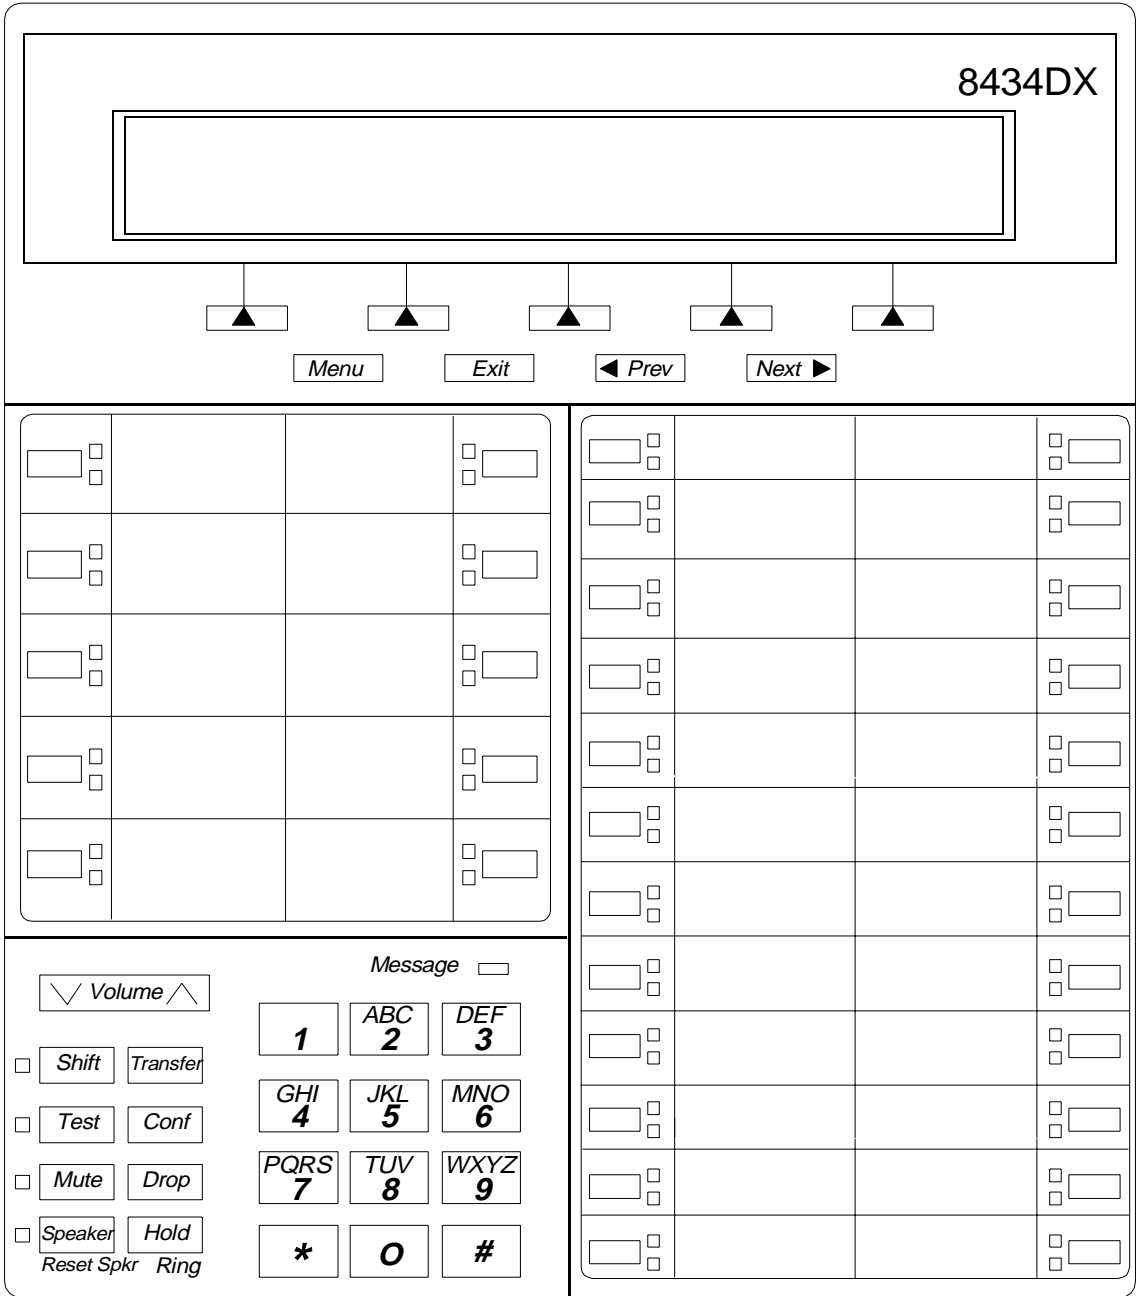 8434DX
Menu Exit Prev Next
Message
Volume
1 ABC 2 DEF 3
Shift Transfer
GHI 4 JKL 5 MNO 6
Test Conf
PQRS 7 TUV 8 WXYZ 9
Mute Drop
Speaker Hold
* O #
Reset Spkr Ring